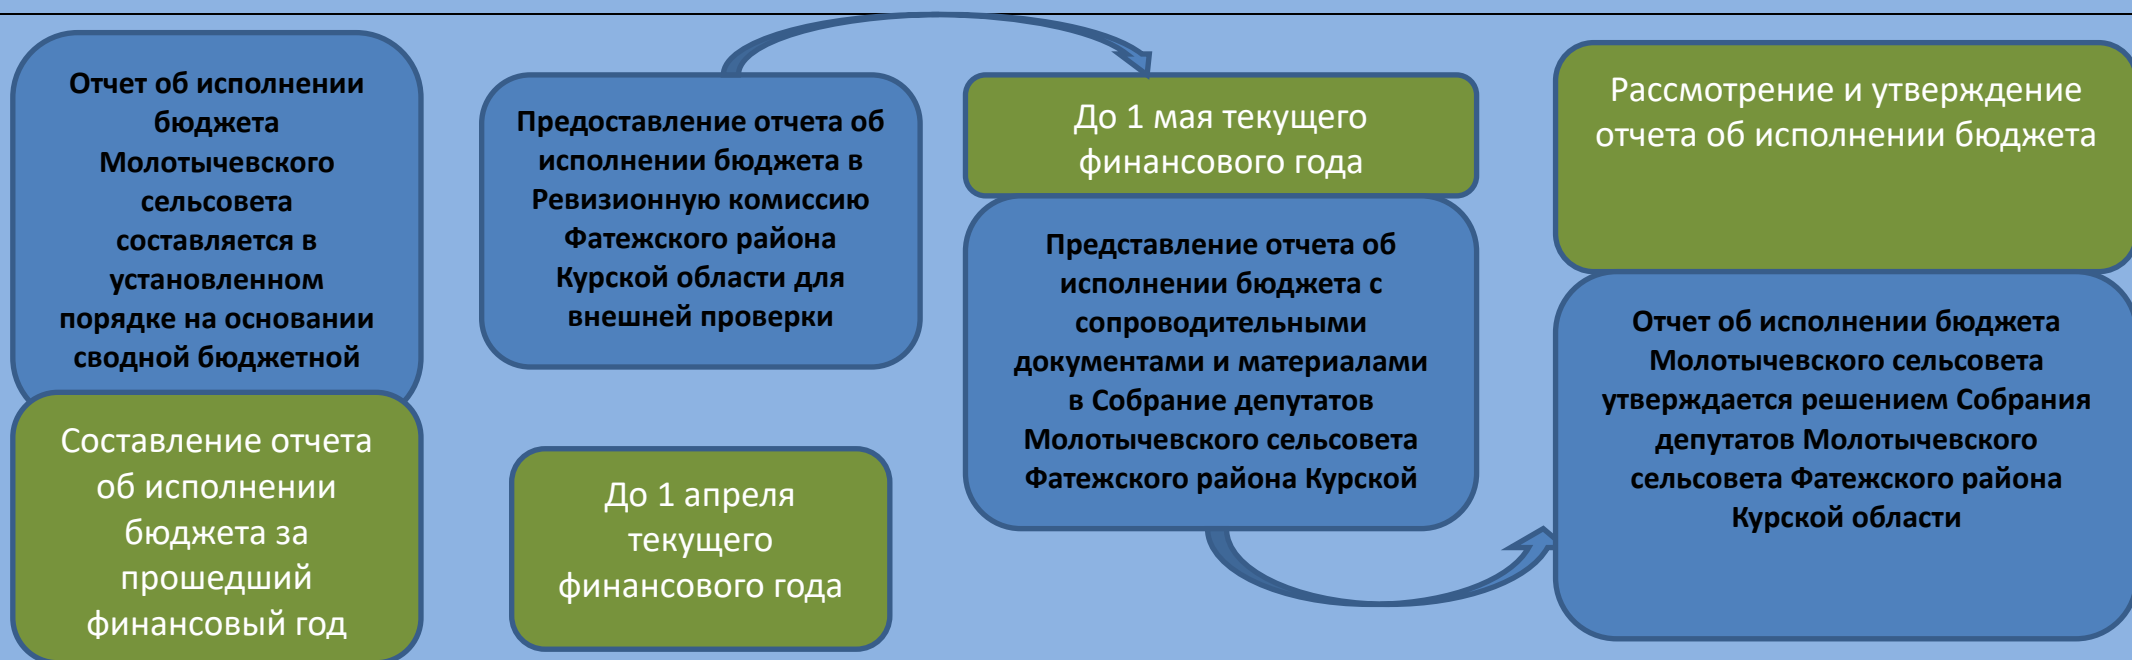 Отчет об исполнении
бюджета
Молотычевского
сельсовета
составляется в
установленном
порядке на основании
сводной бюджетной
Составление отчета
об исполнении
бюджета за
прошедший
финансовый год
Предоставление отчета об
исполнении бюджета в
Ревизионную комиссию
Фатежского района
Курской области для
внешней проверки
До 1 апреля
текущего
финансового года
До 1 мая текущего
финансового года
Представление отчета об
исполнении бюджета с
сопроводительными
документами и материалами
в Собрание депутатов
Молотычевского сельсовета
Фатежского района Курской
Рассмотрение и утверждение
отчета об исполнении бюджета
Отчет об исполнении бюджета
Молотычевского сельсовета
утверждается решением Собрания
депутатов Молотычевского
сельсовета Фатежского района
Курской области